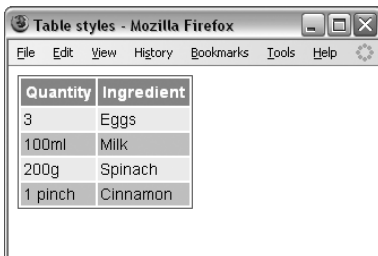 Table styles - Mozilla Firefox
File Edit View History Bookmarks Tools Help
Quantity Ingredient
3 Eggs
100ml Milk
200g Spinach
1 pinch Cinnamon